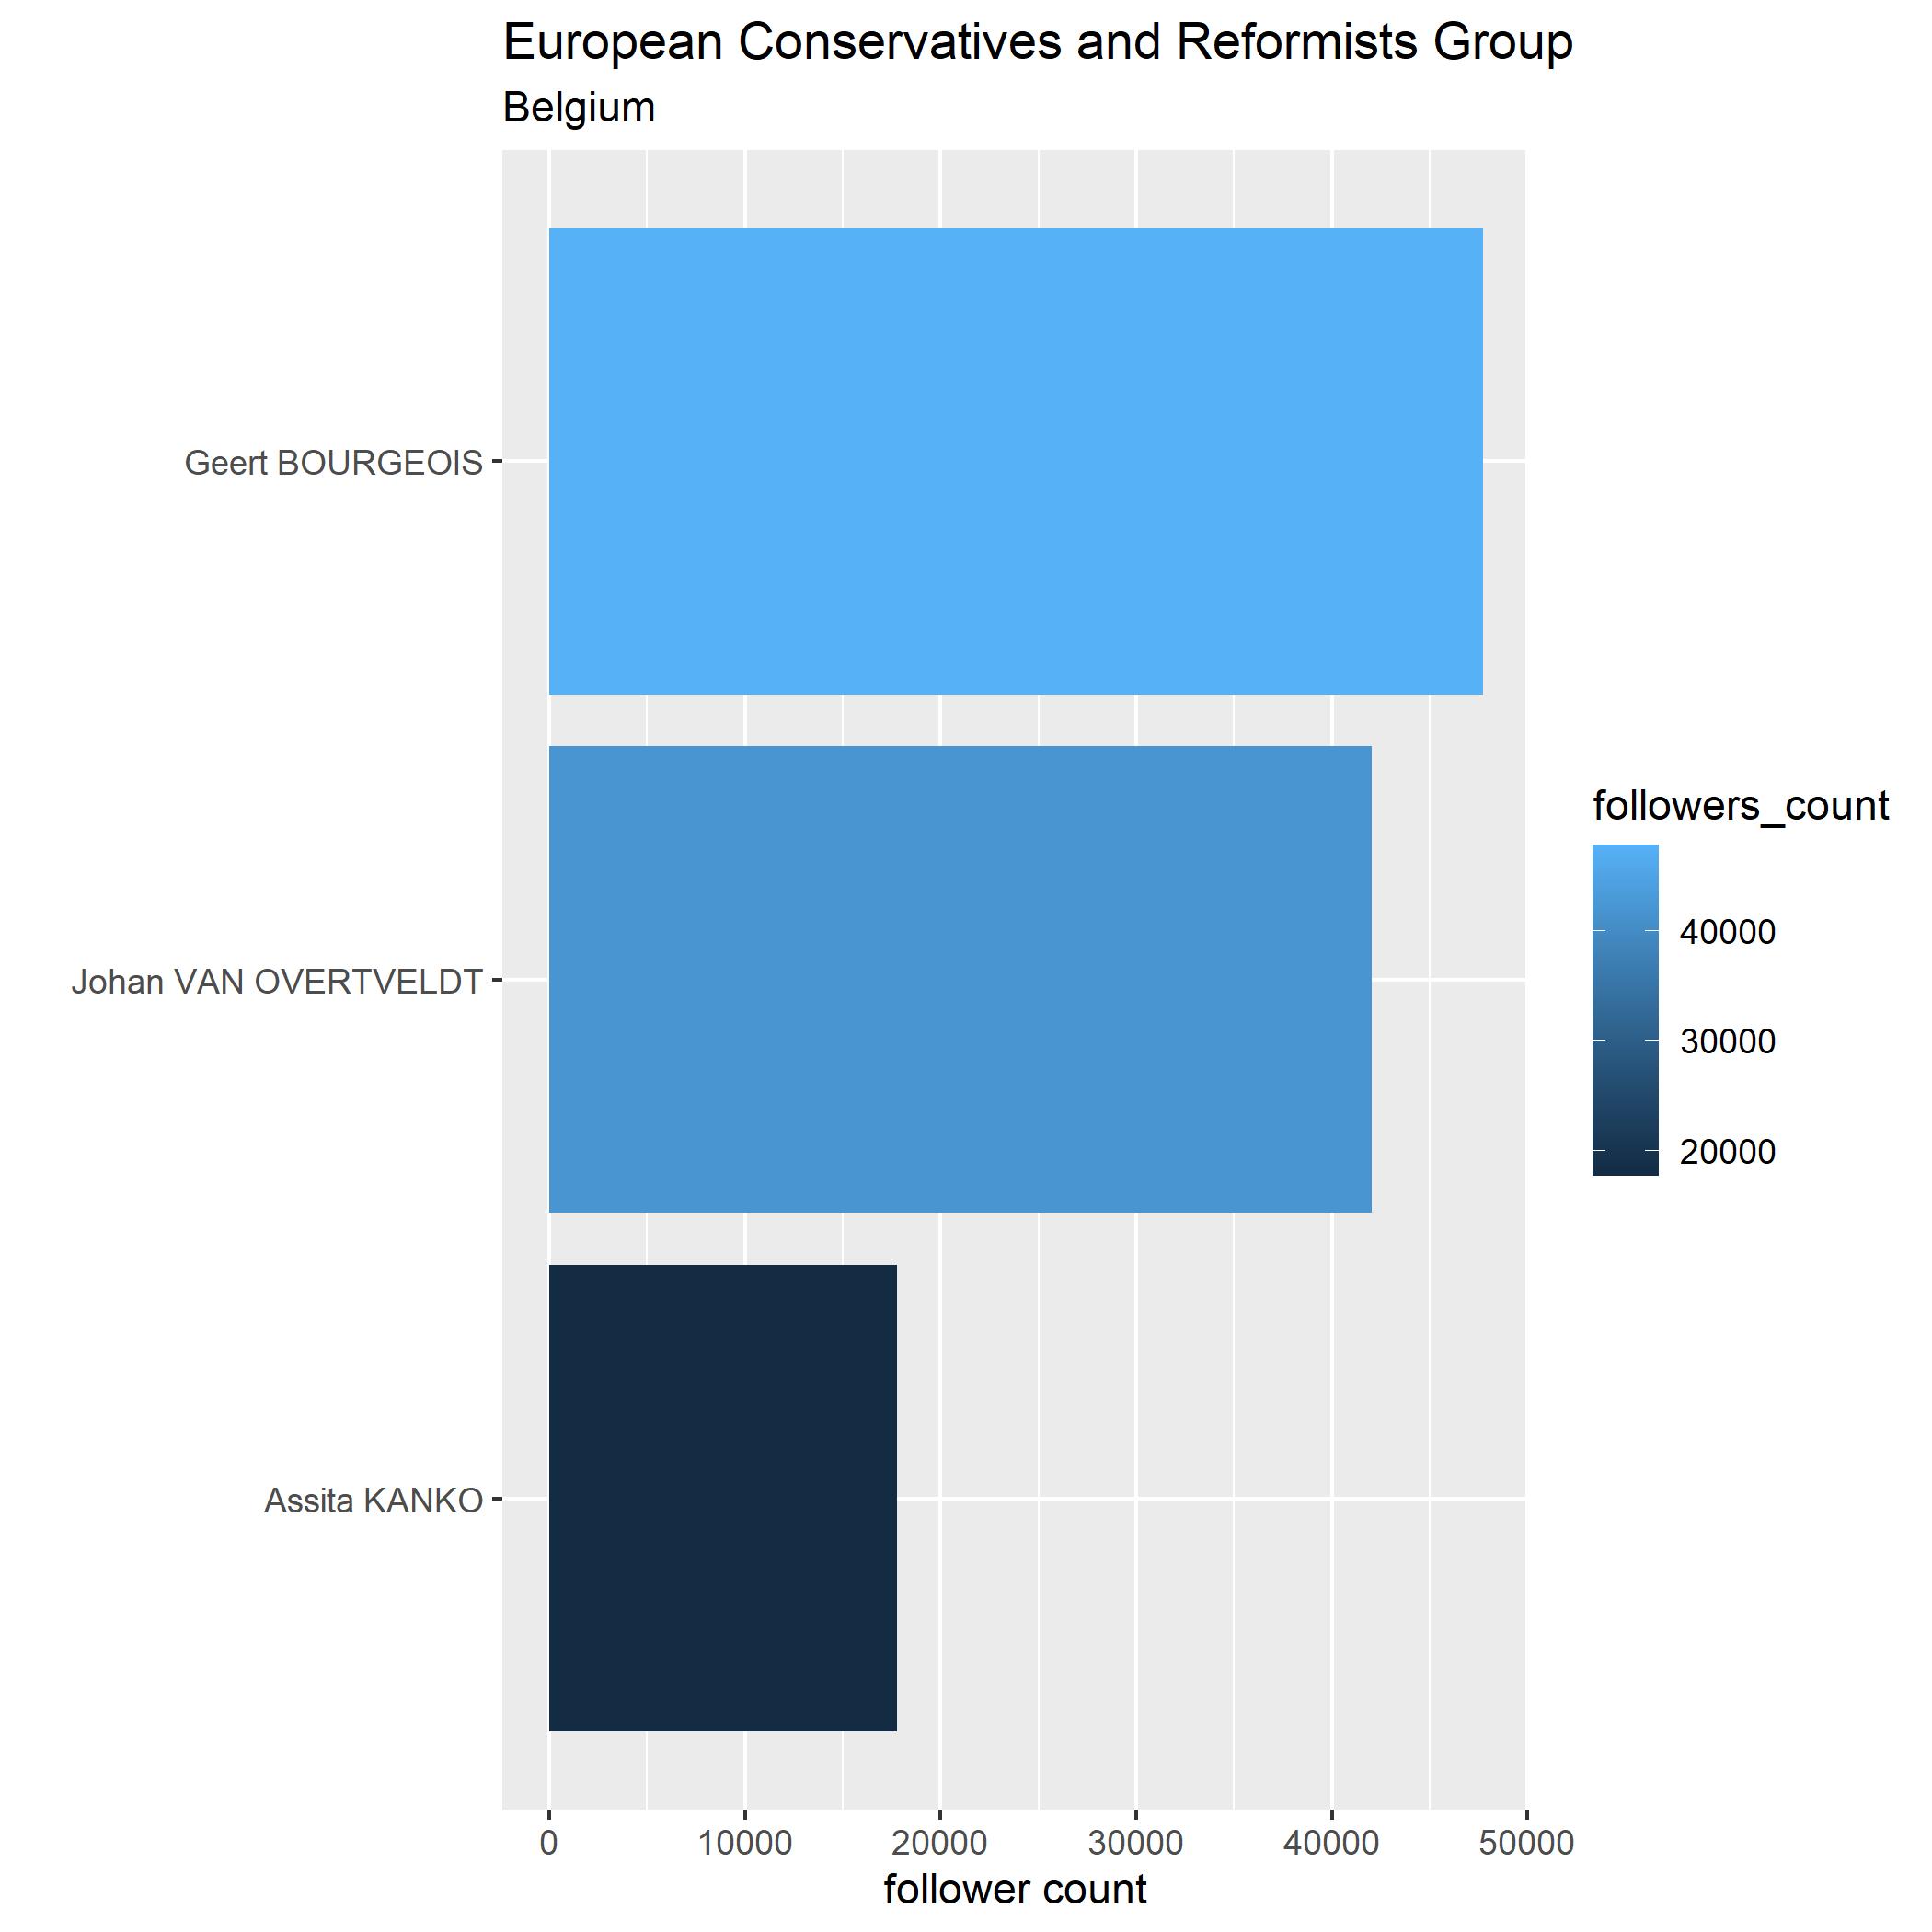 European Conservatives and Reformists Group
Belgium
Geert BOURGEOIS
Johan VAN OVERTVELDT
Assita KANKO
0 10000 20000 30000 40000 50000
follower count
followers_count
40000
30000
20000